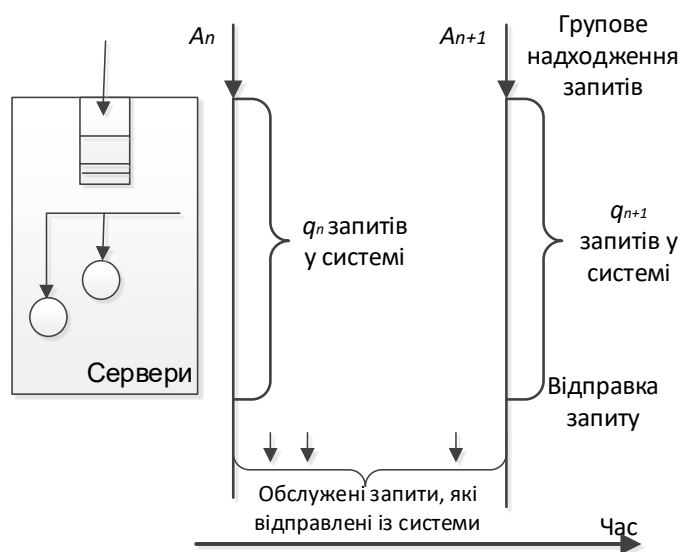 An
An+1
Групове
надходження
запитів
qn запитів
у системі
qn+1
запитів у
системі
Сервери
Відправка
запиту
Обслужені запити, які
відправлені із системи
Час